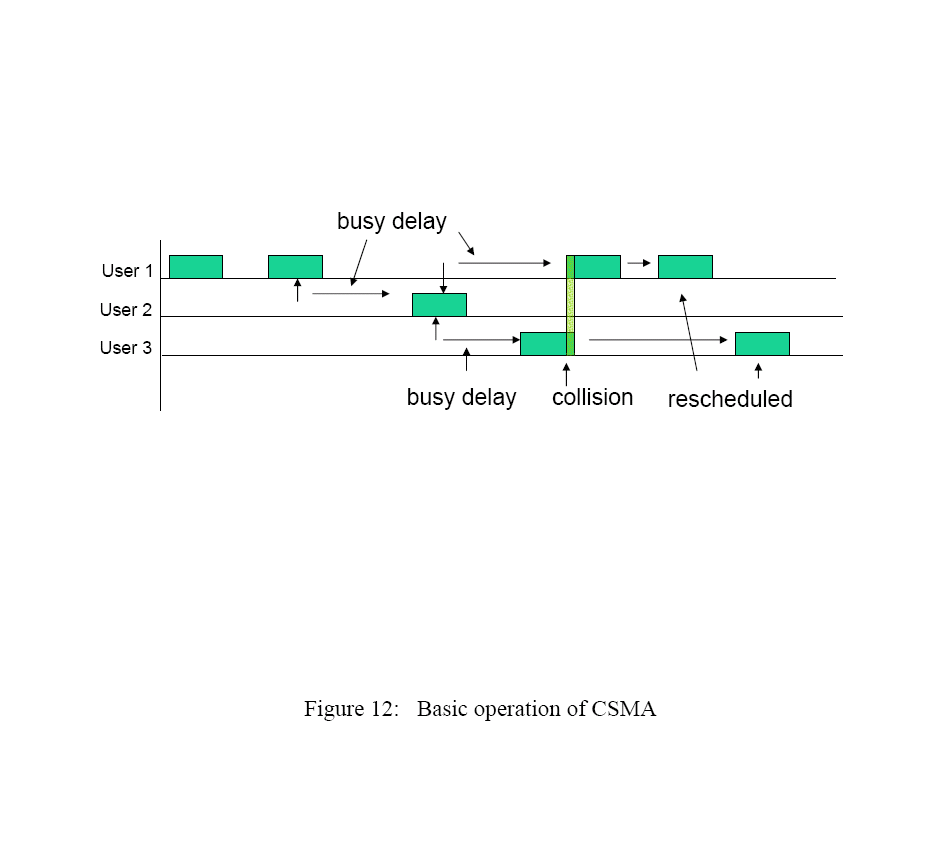 busy delay
User 1
User 2
User 3
busy delay collision rescheduled
Figure 12: Basic operation of CSMA